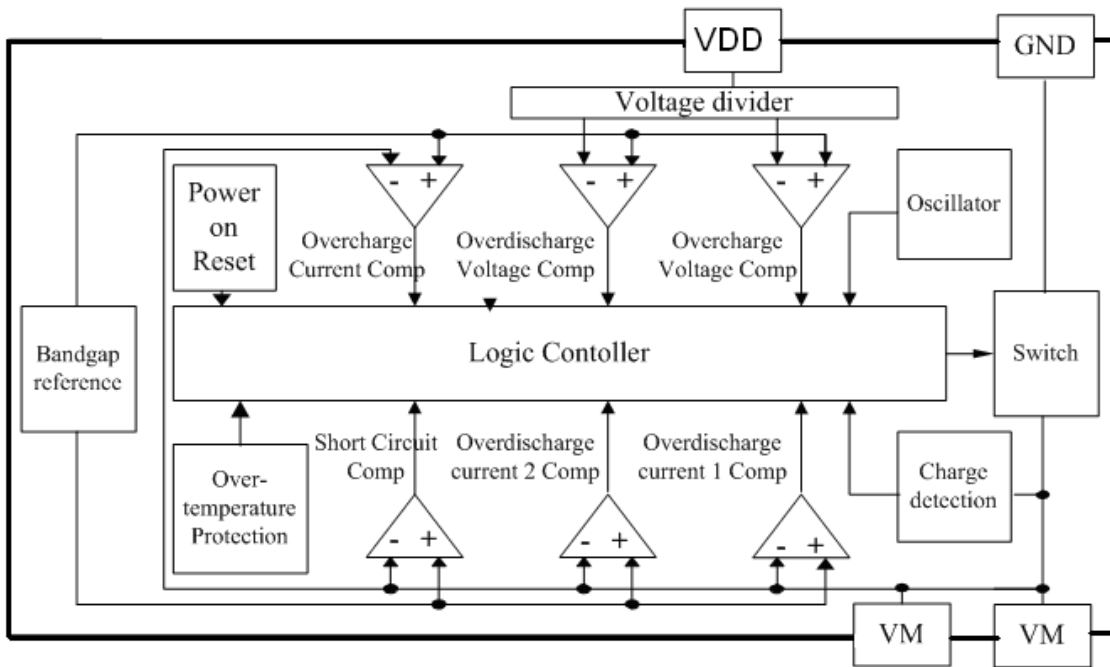 VDD
GND
Voltage divider
- +
- +
- +
Power
on
Reset
Oscillator
Overcharge
Current Comp
Overdischarge
Voltage Comp
Overcharge
Voltage Comp
Bandgap
reference
Logic Contoller
Switch
Over-
temperature
Protection
Short Circuit
Comp
Overdischarge
current 2 Comp
Overdischarge
current 1 Comp
Charge
detection
- +
- +
- +
VM
VM